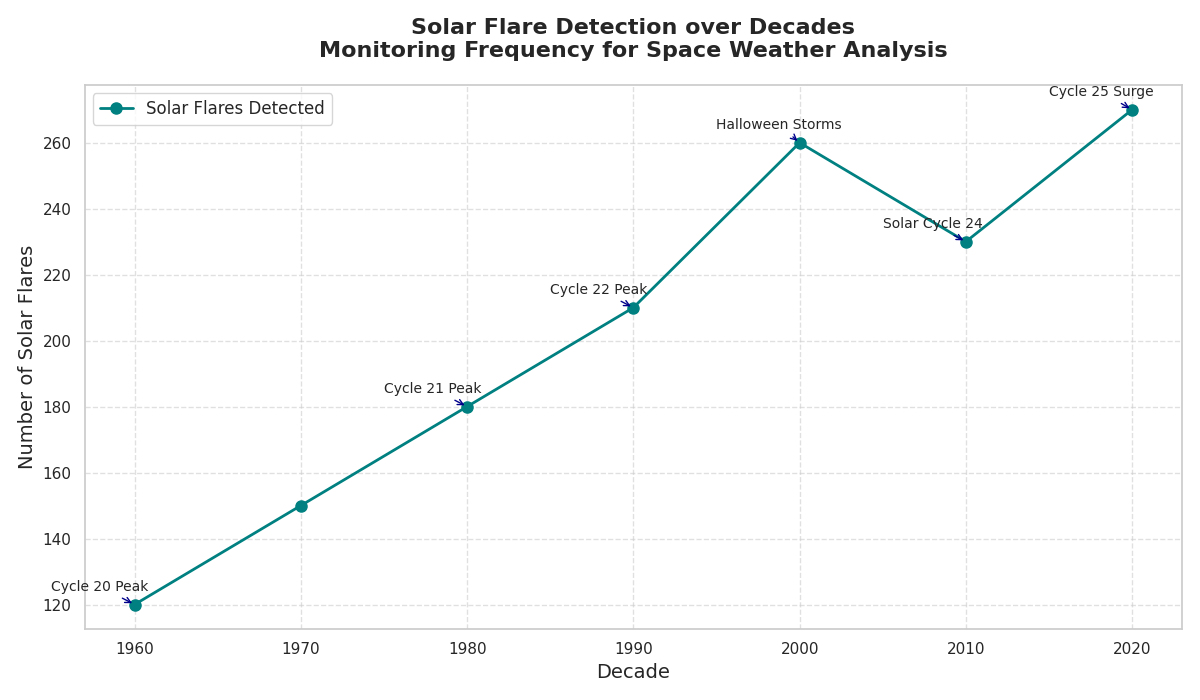 Solar Flare Detection over Decades
Monitoring Frequency for Space Weather Analysis
Solar Flares Detected
Cycle 25 Surge
Halloween Storms
Solar Cycle 24
Cycle 22 Peak
Cycle 21 Peak
Cycle 20 Peak
Number of Solar Flares
260
240
220
200
180
160
140
120
1960 1970 1980 1990 2000 2010 2020
Decade